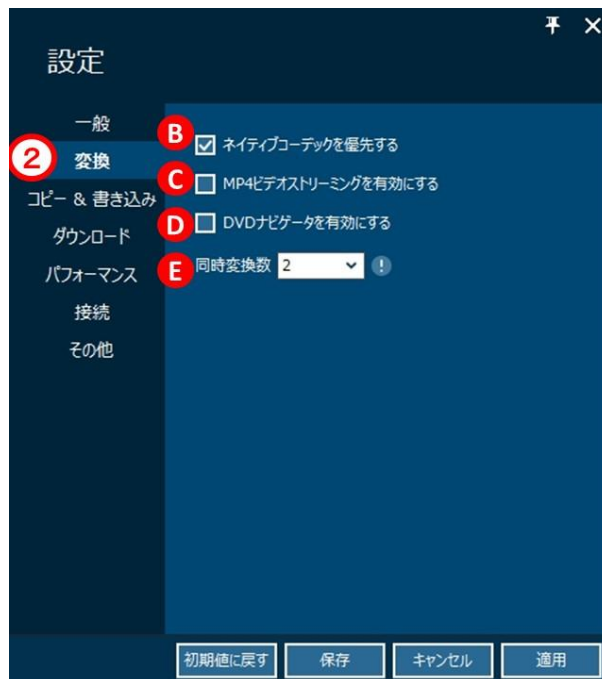 設定
一般
2 変換
コピー & 書き込み
ダウンロード
パフォーマンス
接続
その他
B ネイティブコーデックを優先する
C MP4ビデオストリーミングを有効にする
D DVDナビゲータを有効にする
E 同時変換数 2 !
初期値に戻す 保存 キャンセル 適用